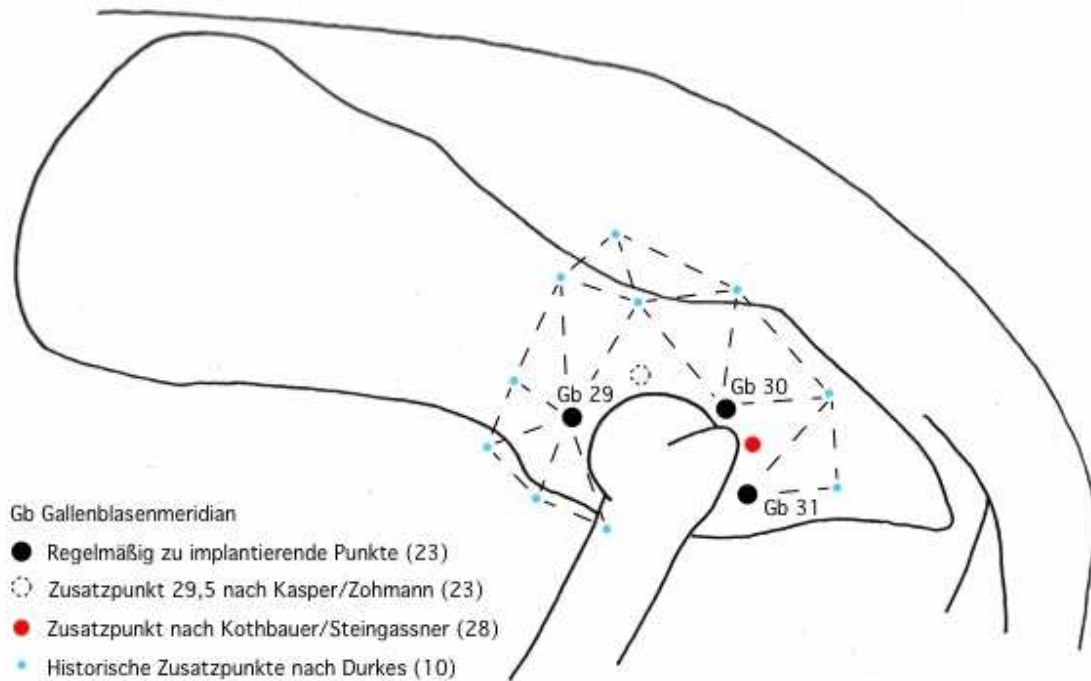 Gb 30
Gb 29
Gb 31
Gb Gallenblasenmeridian
Regelmäßig zu implantierende Punkte (23)
Zusatzpunkt 29,5 nach Kasper/Zohmann (23)
Zusatzpunkt nach Kothbauer/Steingassner (28)
Historische Zusatzpunkte nach Durkes (10)